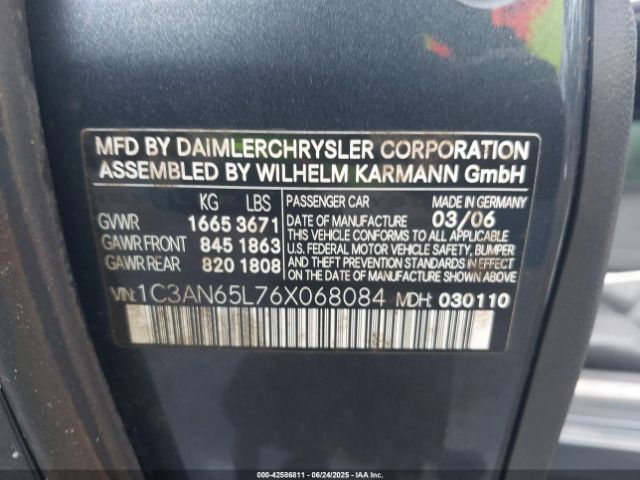 MFD BY DAIMLERCHRYSLER CORPORATION
ASSEMBLED BY WILHELM KARMANN GmbH
KG LBS
GVWR 1665 3671
GAWR FRONT 845 1863
GAWR REAR 820 1808
PASSENGER CAR MADE IN GERMANY
DATE OF MANUFACTURE 03/06
THIS VEHICLE CONFORMS TO ALL APPLICABLE
U.S. FEDERAL MOTOR VEHICLE SAFETY, BUMPER
AND THEFT PREVENTION STANDARDS IN EFFECT
ON THE DATE OF MANUFACTURE SHOWN ABOVE.
VIN: 1C3AN65L76X068084 MDH: 030110
000-42586811 - 06/24/2025 - IAAI.COM